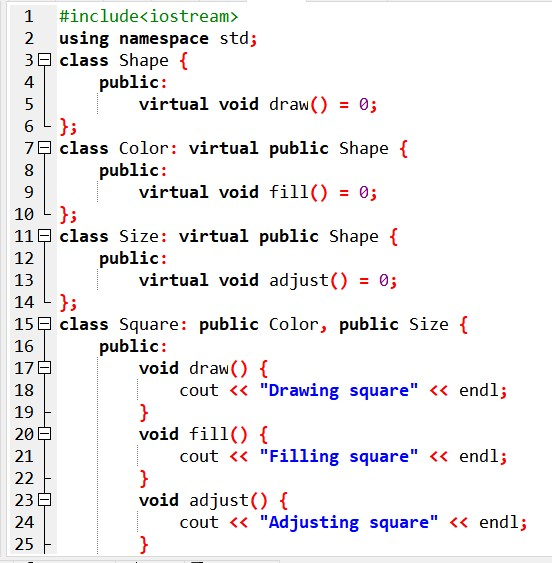 1 #include<iostream>
2 using namespace std;
3 class Shape {
4 public:
5 virtual void draw() = 0;
6 };
7 class Color: virtual public Shape {
8 public:
9 virtual void fill() = 0;
10 };
11 class Size: virtual public Shape {
12 public:
13 virtual void adjust() = 0;
14 };
15 class Square: public Color, public Size {
16 public:
17 void draw() {
18 cout << "Drawing square" << endl;
19 }
20 void fill() {
21 cout << "Filling square" << endl;
22 }
23 void adjust() {
24 cout << "Adjusting square" << endl;
25 }